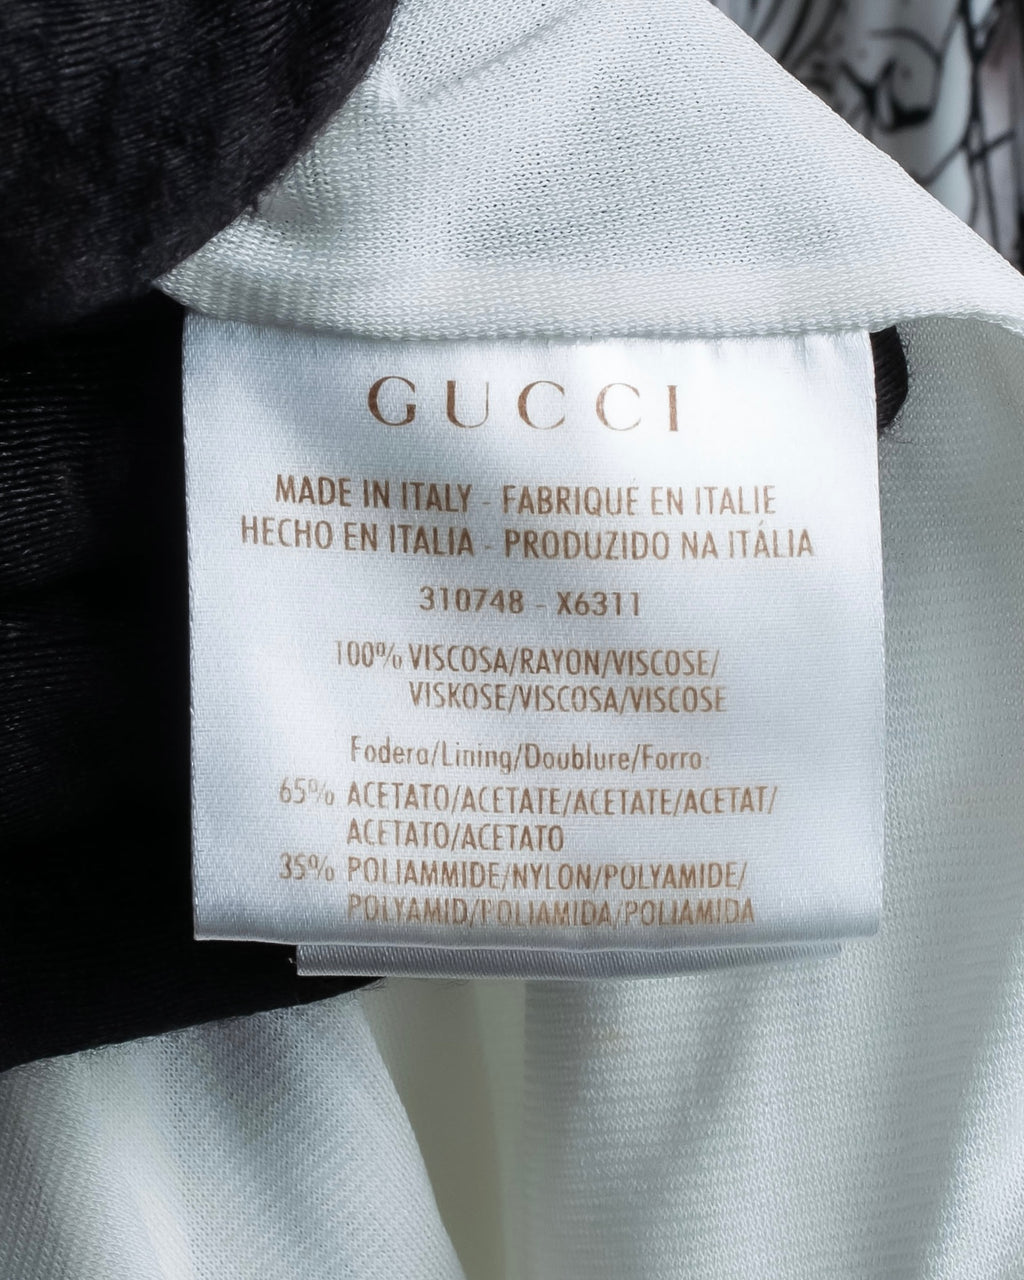 GUCCI
MADE IN ITALY - FABRIQUÉ EN ITALIE
HECHO EN ITALIA - PRODUZIDO NA ITÁLIA
310748 - X6311
100% VISCOSA/RAYON/VISCOSE/
VISKOSE/VISCOSA/VISCOSE
Fodera/Lining/Doublure/Forro:
65% ACETATO/ACETATE/ACETATE/ACETAT/
ACETATO/ACETATO
35% POLIAMMIDE/NYLON/POLYAMIDE/
POLYAMID/POLIAMIDA/POLIAMIDA